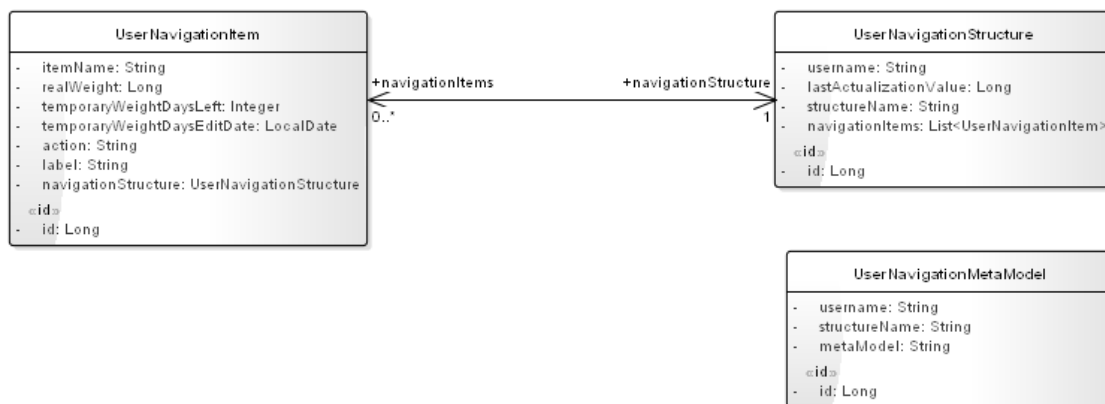 UserNavigationItem
- itemName: String
- realWeight: Long
- temporaryWeightDaysLeft: Integer
- temporaryWeightDaysEditDate: LocalDate
- action: String
- label: String
- navigationStructure: UserNavigationStructure
«id»
- id: Long
+navigationItems
0..*
+navigationStructure
1
UserNavigationStructure
- username: String
- lastActualizationValue: Long
- structureName: String
- navigationItems: List<UserNavigationItem>
«id»
- id: Long
UserNavigationMetaModel
- username: String
- structureName: String
- metaModel: String
«id»
- id: Long